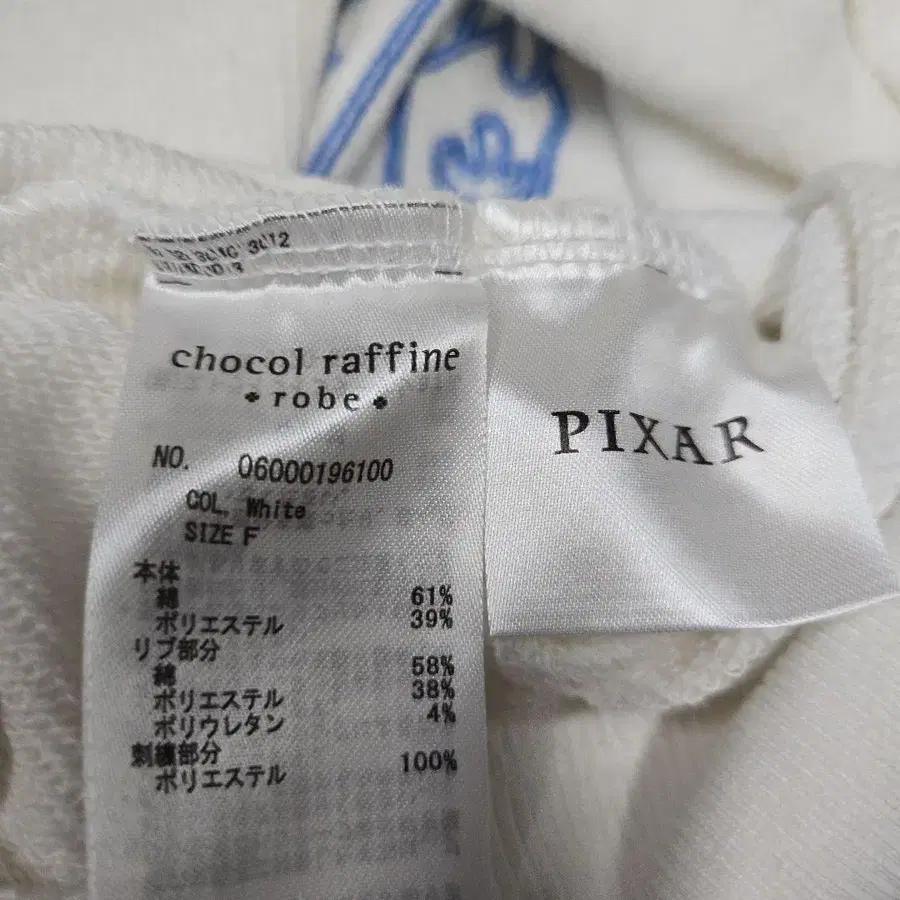 chocol raffine
robe
NO. 06000196100
COL. White
SIZE F
本体
綿 61%
ポリエステル 39%
リブ部分
綿 58%
ポリエステル 38%
ポリウレタン 4%
刺繍部分
ポリエステル 100%
PIXAR